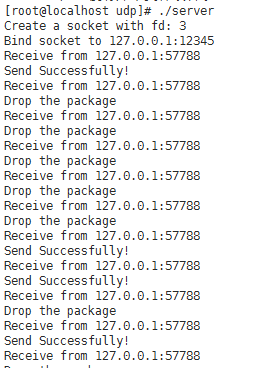 [root@localhost udp]# ./server
Create a socket with fd: 3
Bind socket to 127.0.0.1:12345
Receive from 127.0.0.1:57788
Send Successfully!
Receive from 127.0.0.1:57788
Drop the package
Receive from 127.0.0.1:57788
Drop the package
Receive from 127.0.0.1:57788
Drop the package
Receive from 127.0.0.1:57788
Drop the package
Receive from 127.0.0.1:57788
Drop the package
Receive from 127.0.0.1:57788
Send Successfully!
Receive from 127.0.0.1:57788
Send Successfully!
Receive from 127.0.0.1:57788
Drop the package
Receive from 127.0.0.1:57788
Send Successfully!
Receive from 127.0.0.1:57788